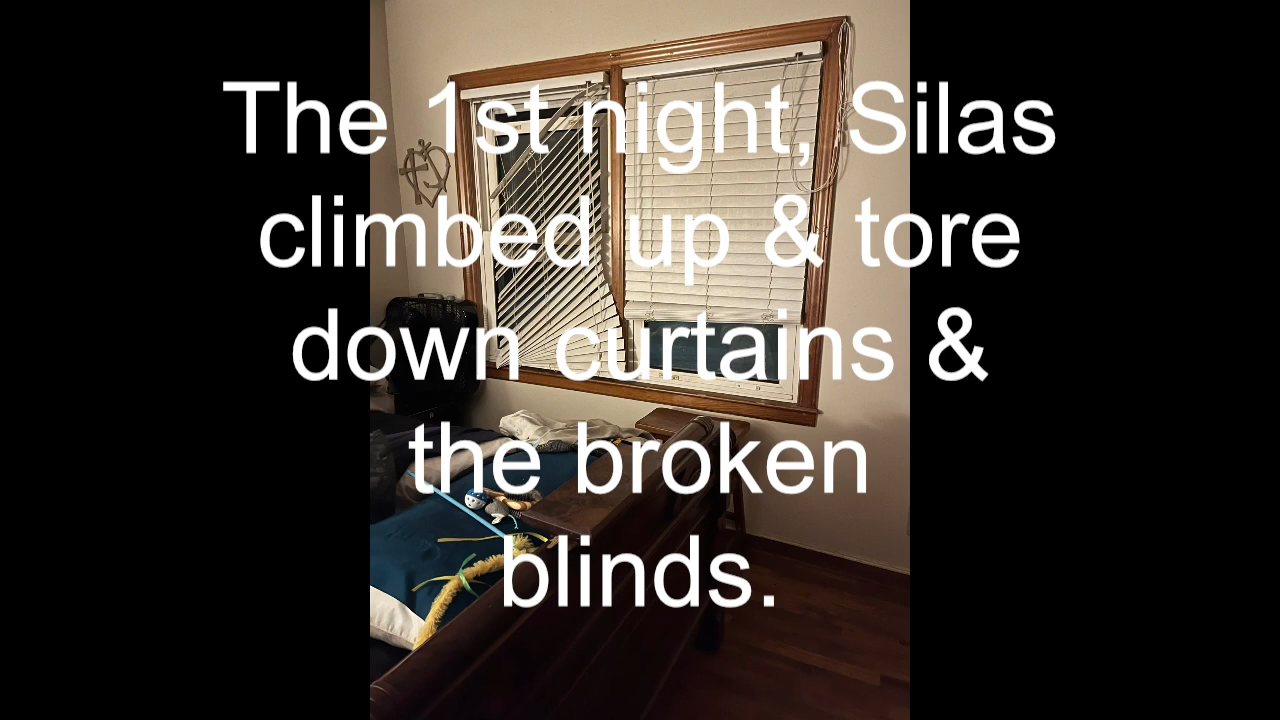 The 1st night, Silas
climbed up & tore
down curtains &
the broken
blinds.